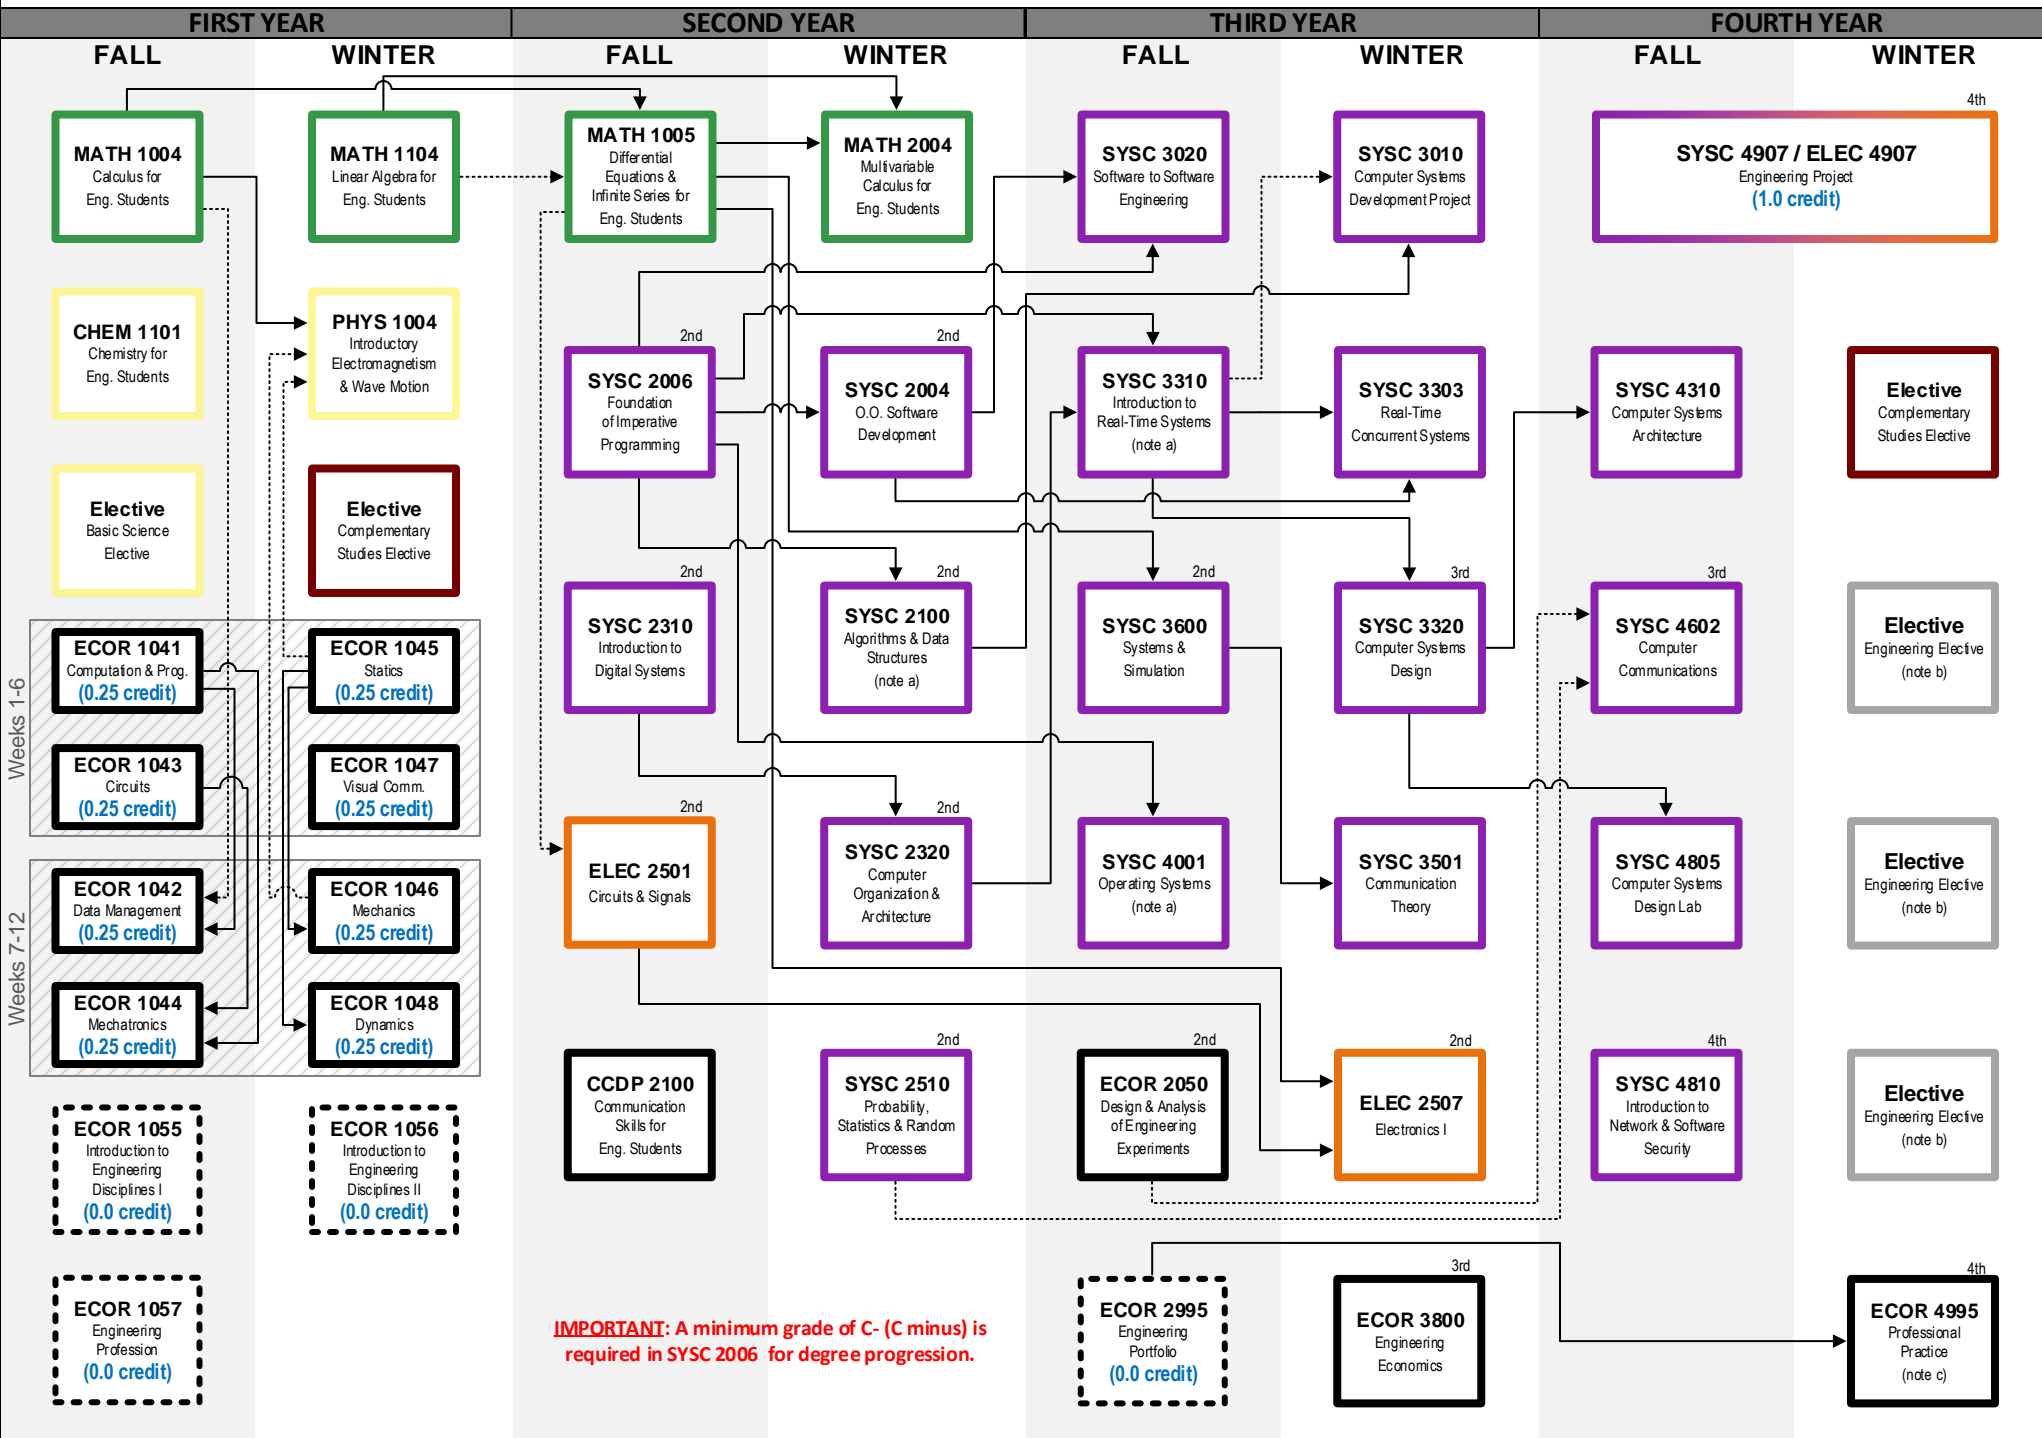 FIRST YEAR
SECOND YEAR
THIRD YEAR
FOURTH YEAR
FALL
WINTER
FALL
WINTER
FALL
WINTER
FALL
WINTER
MATH 1004
Calculus for
Eng. Students
MATH 1104
Linear Algebra for
Eng. Students
MATH 1005
Differential
Equations &
Infinite Series for
Eng. Students
MATH 2004
Multivariable
Calculus for
Eng. Students
SYSC 3020
Software to Software
Engineering
SYSC 3010
Computer Systems
Development Project
4th
SYSC 4907 / ELEC 4907
Engineering Project
(1.0 credit)
CHEM 1101
Chemistry for
Eng. Students
PHYS 1004
Introductory
Electromagnetism
& Wave Motion
2nd
SYSC 2006
Foundation
of Imperative
Programming
2nd
SYSC 2004
O.O. Software
Development
SYSC 3310
Introduction to
Real-Time Systems
(note a)
SYSC 3303
Real-Time
Concurrent Systems
SYSC 4310
Computer Systems
Architecture
Elective
Complementary
Studies Elective
Elective
Basic Science
Elective
Elective
Complementary
Studies Elective
2nd
SYSC 2310
Introduction to
Digital Systems
2nd
SYSC 2100
Algorithms & Data
Structures
(note a)
2nd
SYSC 3600
Systems &
Simulation
3rd
SYSC 3320
Computer Systems
Design
3rd
SYSC 4602
Computer
Communications
Elective
Engineering Elective
(note b)
Weeks 1-6
ECOR 1041
Computation & Prog.
(0.25 credit)
ECOR 1045
Statics
(0.25 credit)
ECOR 1043
Circuits
(0.25 credit)
ECOR 1047
Visual Comm.
(0.25 credit)
2nd
ELEC 2501
Circuits & Signals
2nd
SYSC 2320
Computer
Organization &
Architecture
SYSC 4001
Operating Systems
(note a)
SYSC 3501
Communication
Theory
SYSC 4805
Computer Systems
Design Lab
Elective
Engineering Elective
(note b)
Weeks 7-12
ECOR 1042
Data Management
(0.25 credit)
ECOR 1046
Mechanics
(0.25 credit)
ECOR 1044
Mechatronics
(0.25 credit)
ECOR 1048
Dynamics
(0.25 credit)
CCDP 2100
Communication
Skills for
Eng. Students
2nd
SYSC 2510
Probability,
Statistics & Random
Processes
2nd
ECOR 2050
Design & Analysis
of Engineering
Experiments
2nd
ELEC 2507
Electronics I
4th
SYSC 4810
Introduction to
Network & Software
Security
Elective
Engineering Elective
(note b)
ECOR 1055
Introduction to
Engineering
Disciplines I
(0.0 credit)
ECOR 1056
Introduction to
Engineering
Disciplines II
(0.0 credit)
ECOR 1057
Engineering
Profession
(0.0 credit)
IMPORTANT: A minimum grade of C- (C minus) is
required in SYSC 2006 for degree progression.
ECOR 2995
Engineering
Portfolio
(0.0 credit)
3rd
ECOR 3800
Engineering
Economics
4th
ECOR 4995
Professional
Practice
(note c)